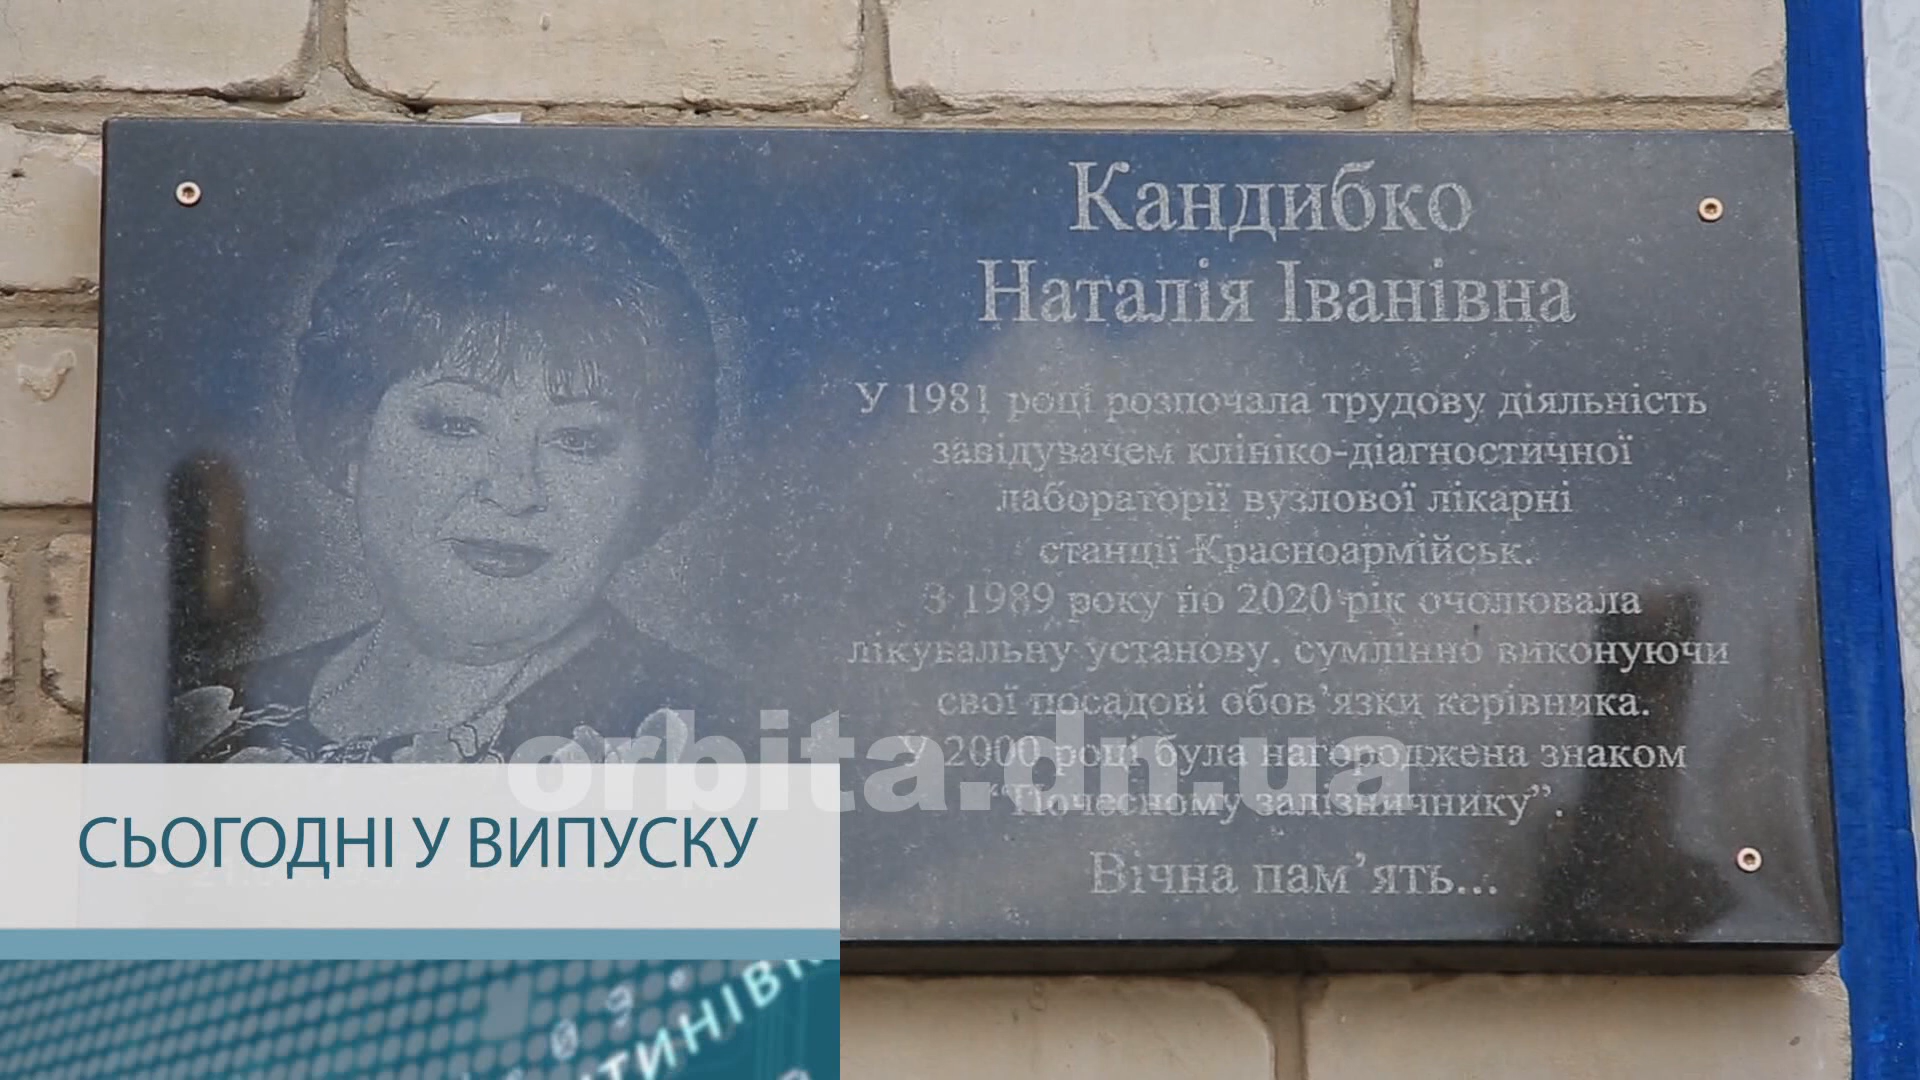 Кандибко
Наталія Іванівна
У 1981 році розпочала трудову діяльність
завідувачем клініко-діагностичної
лабораторії вузлової лікарні
станції Красноармійськ.
З 1989 року по 2020 рік очолювала
лікувальну установу, сумлінно виконуючи
свої посадові обов’язки керівника.
У 2000 році була нагороджена знаком
“Почесному залізничнику”.
Вічна пам’ять...
orbita.dn.ua
СЬОГОДНІ У ВИПУСКУ